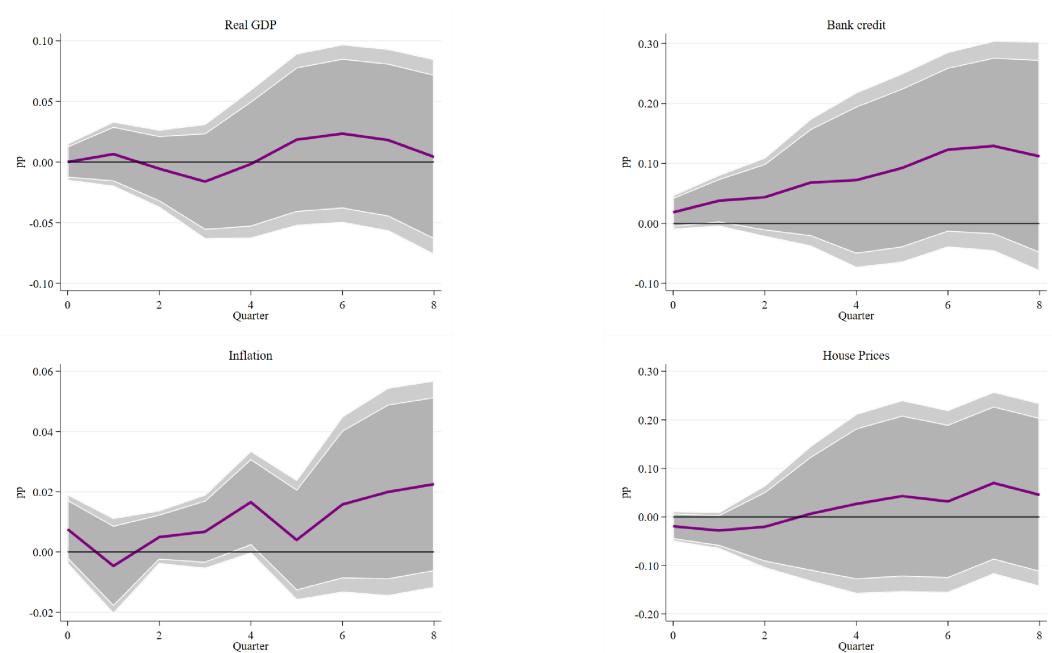 Real GDP
0.10
0.05
0.00
-0.05
-0.10
pp
0 2 4 6 8
Quarter
Bank credit
0.30
0.20
0.10
0.00
-0.10
pp
0 2 4 6 8
Quarter
Inflation
0.06
0.04
0.02
0.00
-0.02
pp
0 2 4 6 8
Quarter
House Prices
0.30
0.20
0.10
0.00
-0.10
-0.20
pp
0 2 4 6 8
Quarter